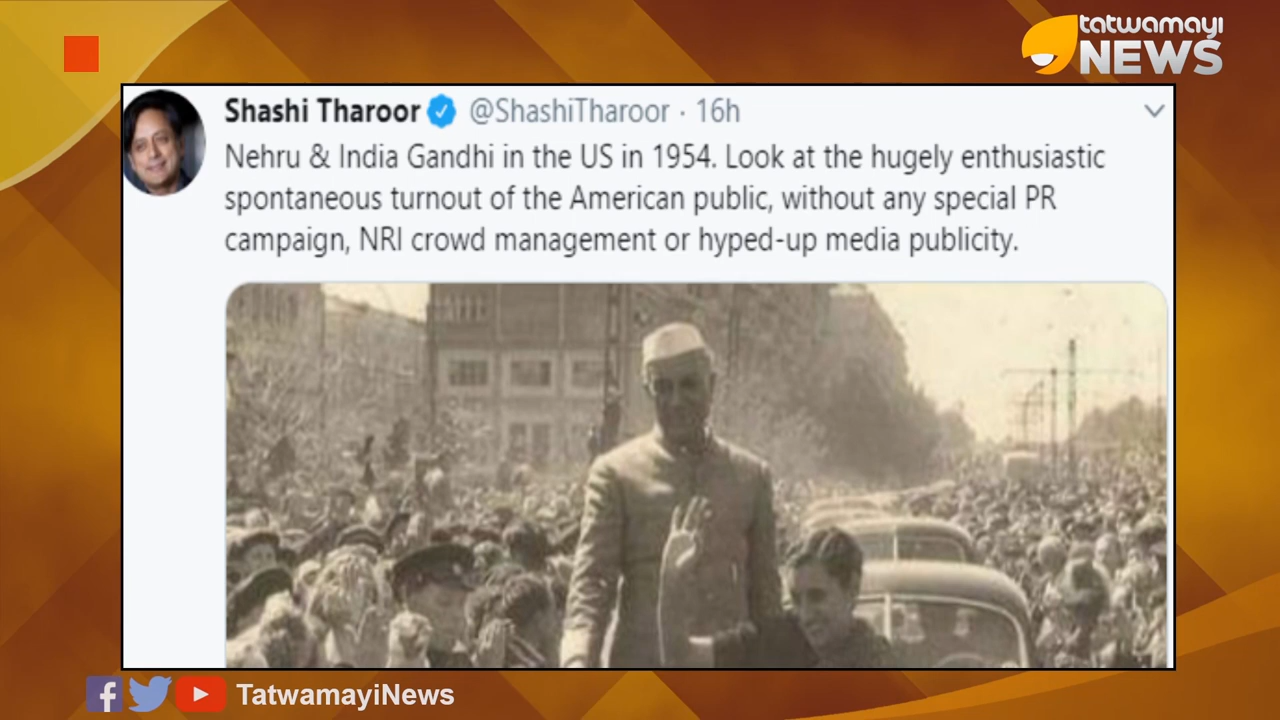 tatwamayi
NEWS
Shashi Tharoor @ShashiTharoor · 16h
Nehru & India Gandhi in the US in 1954. Look at the hugely enthusiastic
spontaneous turnout of the American public, without any special PR
campaign, NRI crowd management or hyped-up media publicity.
TatwamayiNews